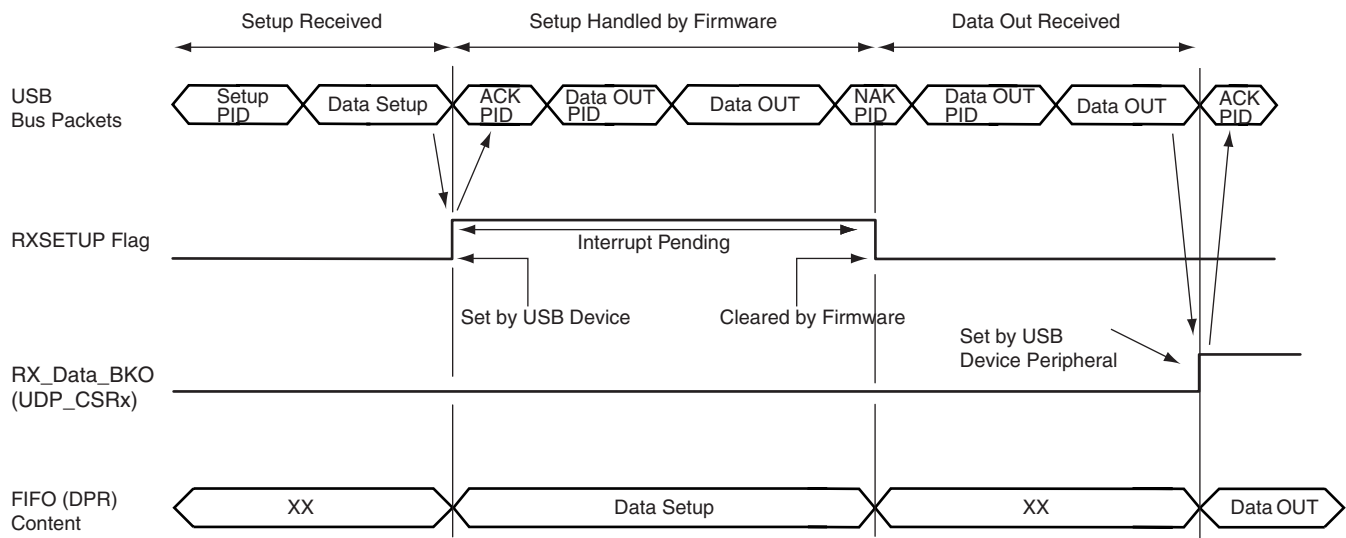 Setup Received
Setup Handled by Firmware
Data Out Received
USB
Bus Packets
Setup
PID
Data Setup
ACK
PID
Data OUT
PID
Data OUT
NAK
PID
Data OUT
PID
Data OUT
ACK
PID
RXSETUP Flag
Interrupt Pending
Set by USB Device
Cleared by Firmware
Set by USB
Device Peripheral
RX_Data_BKO
(UDP_CSRx)
FIFO (DPR)
Content
XX
Data Setup
XX
Data OUT